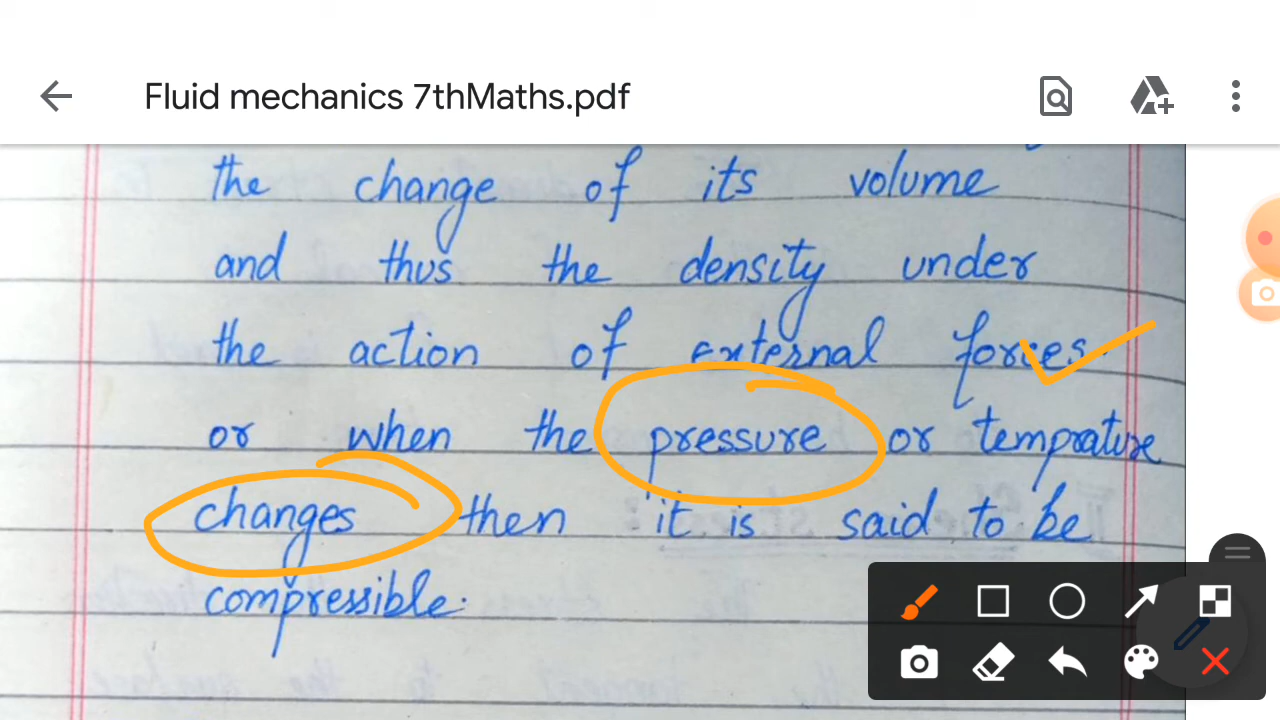 Fluid mechanics 7thMaths.pdf
the change of its volume
and thus the density under
the action of external forces.
or when the pressure or temprature
changes then it is said to be
compressible.